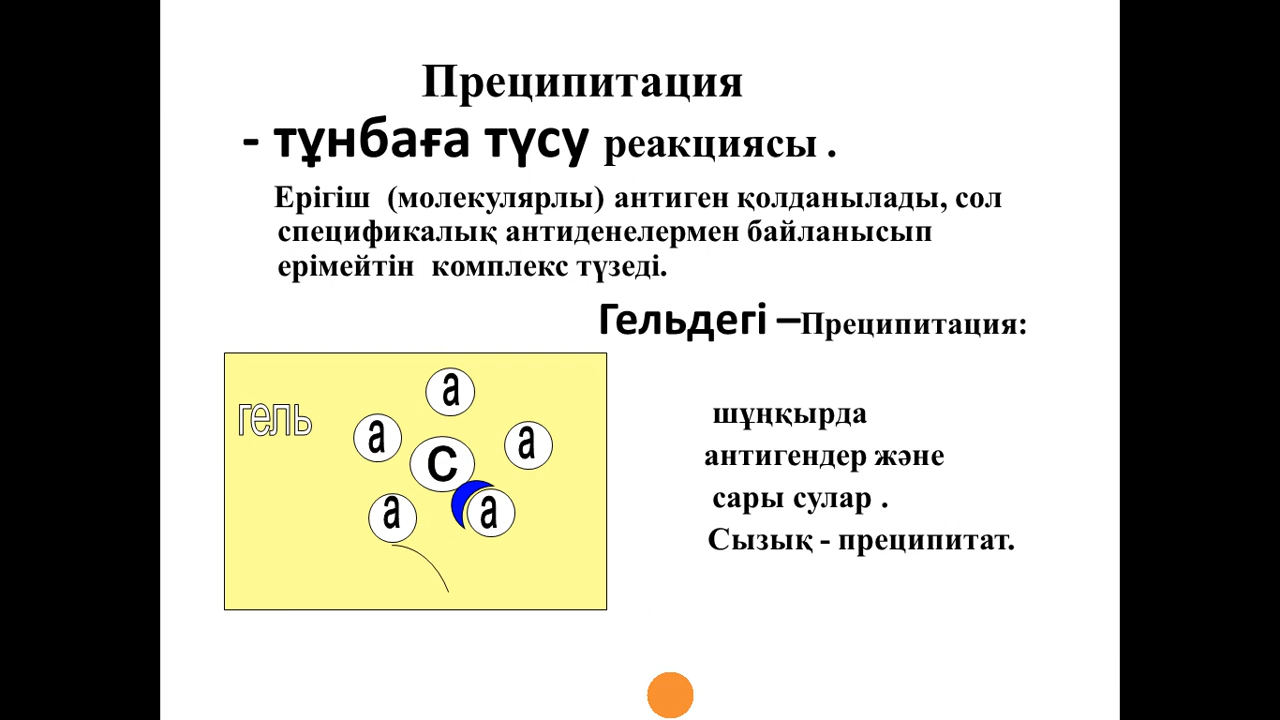 Преципитация
- тұнбаға түсу реакциясы .
Ерігіш (молекулярлы) антиген қолданылады, сол
спецификалық антиденелермен байланысып
ерімейтін комплекс түзеді.
Гельдегі –Преципитация:
гель
а
а
а
С
а
а
шұңқырда
антигендер және
сары сулар .
Сызық - преципитат.